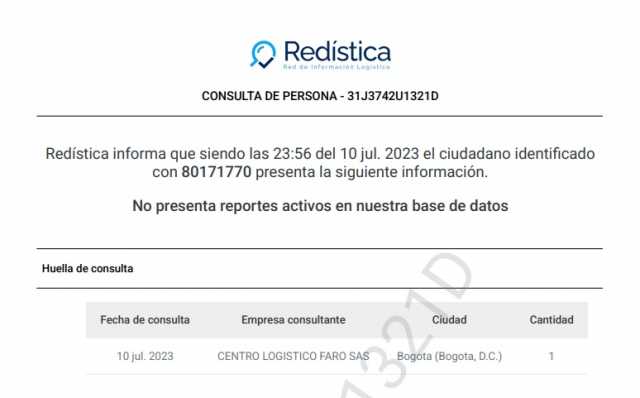 Redística
Red de Información Logística
CONSULTA DE PERSONA - 31J3742U1321D
Redística informa que siendo las 23:56 del 10 jul. 2023 el ciudadano identificado
con 80171770 presenta la siguiente información.
No presenta reportes activos en nuestra base de datos
Huella de consulta
Fecha de consulta Empresa consultante Ciudad Cantidad
10 jul. 2023 CENTRO LOGISTICO FARO SAS Bogota (Bogota, D.C.) 1
1321D